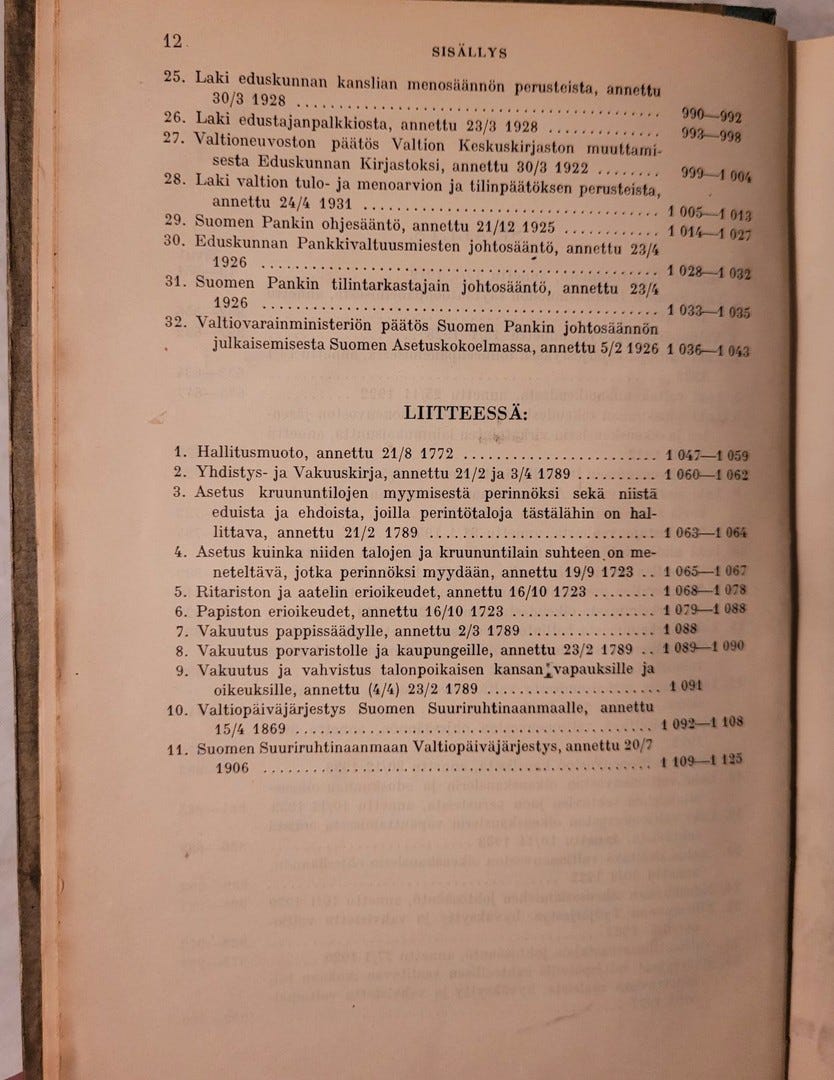 12
SISÄLLYS
25. Laki eduskunnan kanslian menosäännön perusteista, annettu
30/3 1928 .......................................... 990—992
26. Laki edustajanpalkkiosta, annettu 23/3 1928 ............ 993—998
27. Valtioneuvoston päätös Valtion Keskuskirjaston muuttami-
sesta Eduskunnan Kirjastoksi, annettu 30/3 1922 ........ 999—1 004
28. Laki valtion tulo- ja menoarvion ja tilinpäätöksen perusteista,
annettu 24/4 1931 .................................. 1 005—1 013
29. Suomen Pankin ohjesääntö, annettu 21/12 1925 ........... 1 014—1 027
30. Eduskunnan Pankkivaltuusmiesten johtosääntö, annettu 23/4
1926 .............................................. 1 028—1 032
31. Suomen Pankin tilintarkastajain johtosääntö, annettu 23/4
1926 .............................................. 1 033—1 035
32. Valtiovarainministeriön päätös Suomen Pankin johtosäännön
julkaisemisesta Suomen Asetuskokoelmassa, annettu 5/2 1926 1 036—1 043
LIITTEESSÄ:
1. Hallitusmuoto, annettu 21/8 1772 ........................ 1 047—1 059
2. Yhdistys- ja Vakuuskirja, annettu 21/2 ja 3/4 1789 .......... 1 060—1 062
3. Asetus kruununtilojen myymisestä perinnöksi sekä niistä
eduista ja ehdoista, joilla perintötaloja tästälähin on hal-
littava, annettu 21/2 1789 ............................ 1 063—1 064
4. Asetus kuinka niiden talojen ja kruununtilain suhteen on me-
neteltävä, jotka perinnöksi myydään, annettu 19/9 1723 .. 1 065—1 067
5. Ritariston ja aatelin erioikeudet, annettu 16/10 1723 ........ 1 068—1 078
6. Papiston erioikeudet, annettu 16/10 1723 .................. 1 079—1 088
7. Vakuutus pappissäädylle, annettu 2/3 1789 ................ 1 088
8. Vakuutus porvaristolle ja kaupungeille, annettu 23/2 1789 .. 1 089—1 090
9. Vakuutus ja vahvistus talonpoikaisen kansan vapauksille ja
oikeuksille, annettu (4/4) 23/2 1789 ...................... 1 091
10. Valtiopäiväjärjestys Suomen Suuriruhtinaanmaalle, annettu
15/4 1869 ............................................ 1 092—1 108
11. Suomen Suuriruhtinaanmaan Valtiopäiväjärjestys, annettu 20/7
1906 ................................................ 1 109—1 125